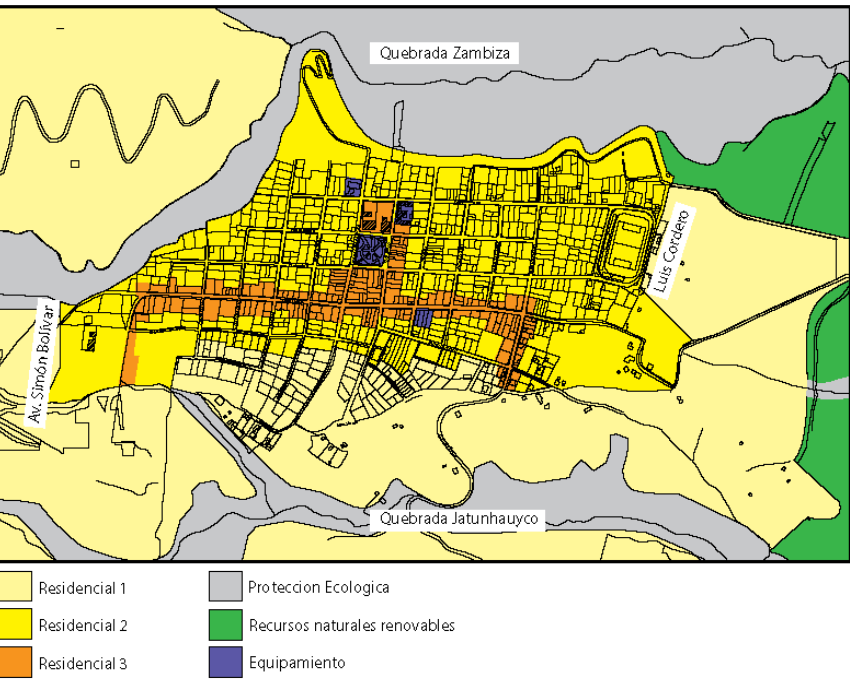 Quebrada Zambiza
Luis Cordero
Av. Simón Bolívar
Quebrada Jatunhauyco
Residencial 1
Residencial 2
Residencial 3
Proteccion Ecologica
Recursos naturales renovables
Equipamiento